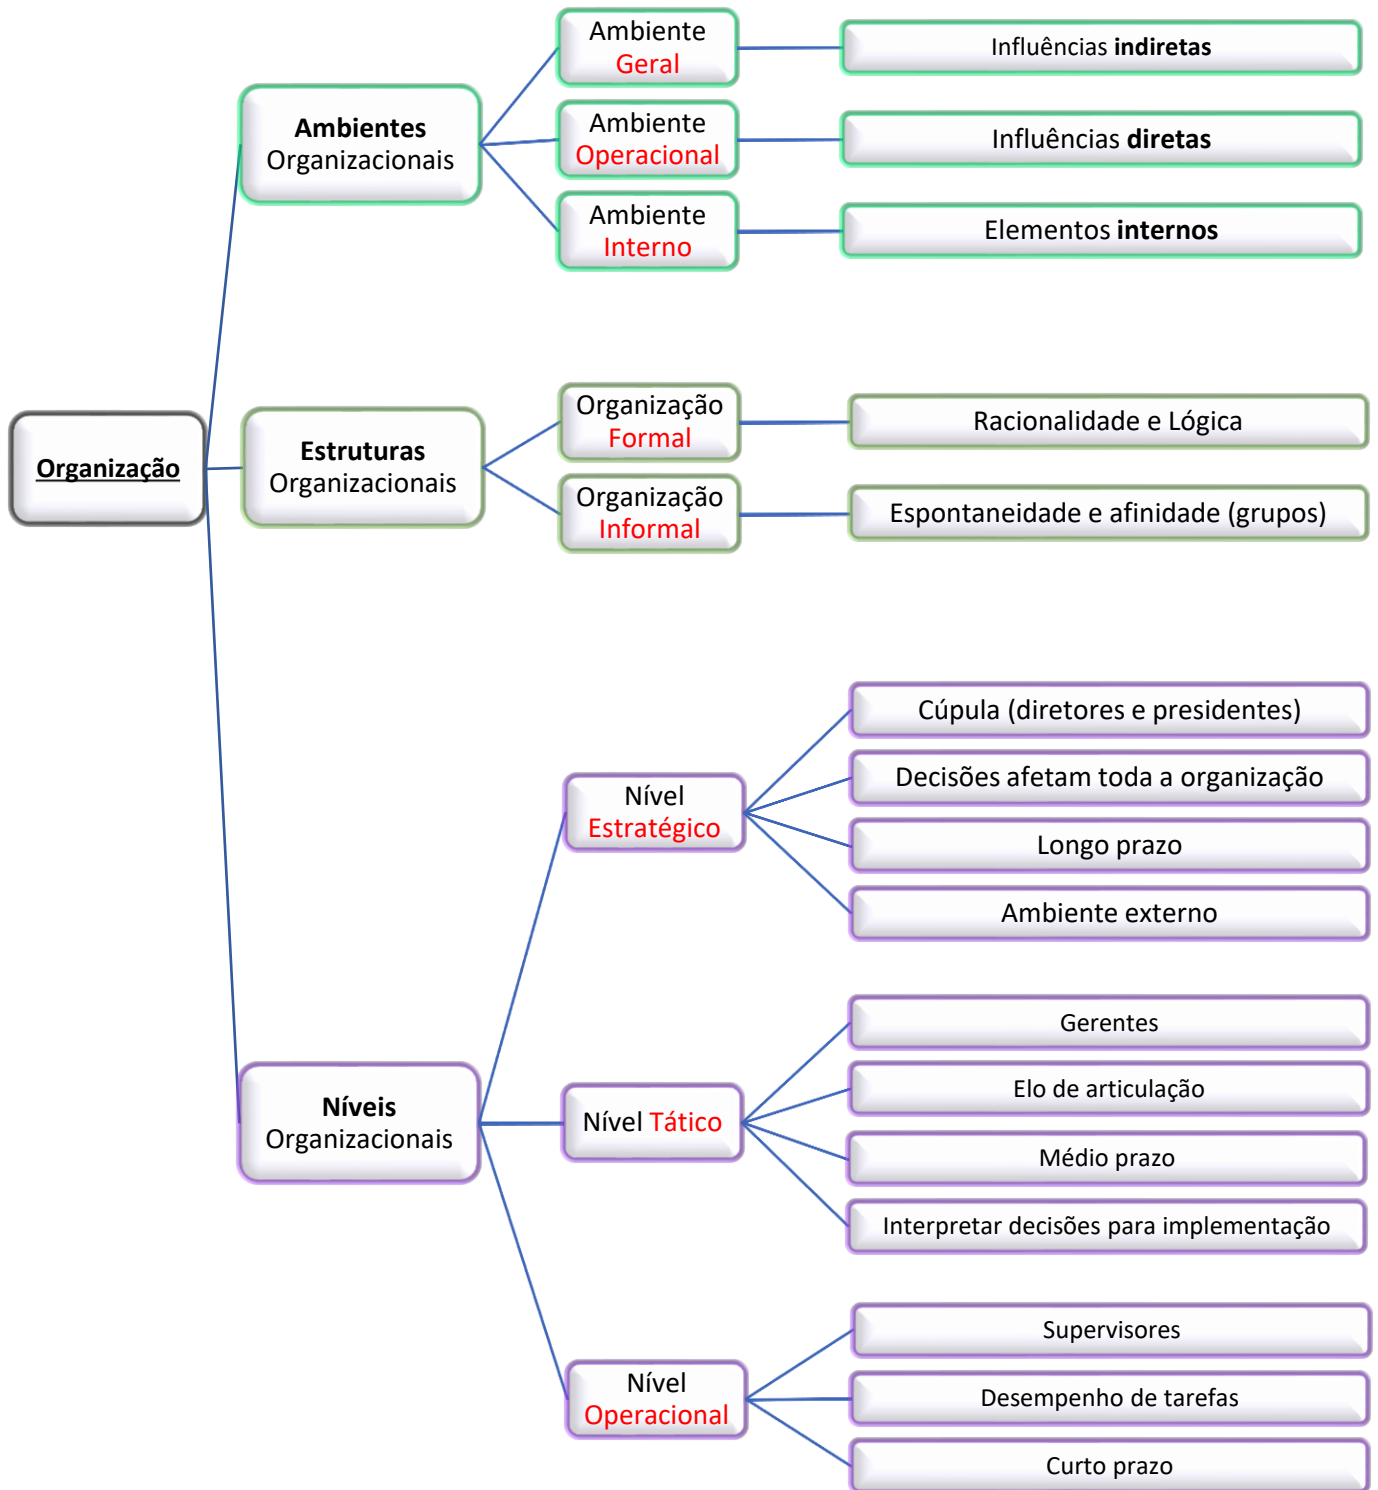 Organização
Ambientes
Organizacionais
Ambiente
Geral
Influências indiretas
Ambiente
Operacional
Influências diretas
Ambiente
Interno
Elementos internos
Estruturas
Organizacionais
Organização
Formal
Racionalidade e Lógica
Organização
Informal
Espontaneidade e afinidade (grupos)
Níveis
Organizacionais
Nível
Estratégico
Cúpula (diretores e presidentes)
Decisões afetam toda a organização
Longo prazo
Ambiente externo
Nível Tático
Gerentes
Elo de articulação
Médio prazo
Interpretar decisões para implementação
Nível
Operacional
Supervisores
Desempenho de tarefas
Curto prazo